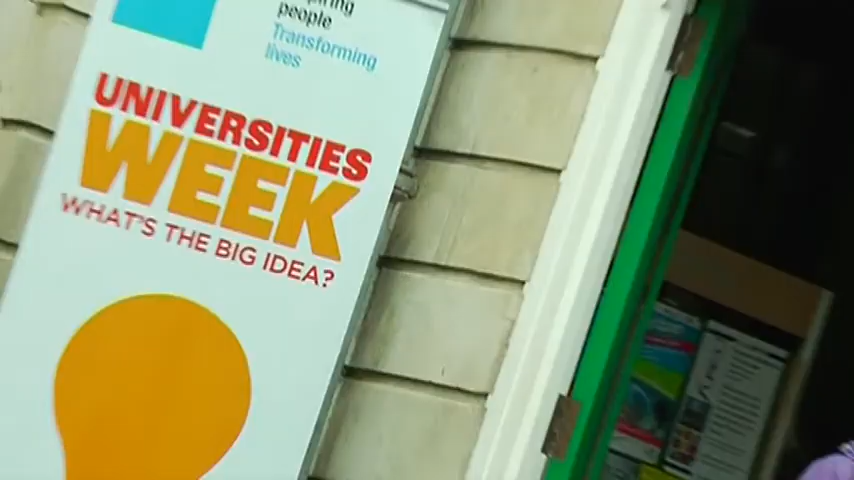 people
Transforming
lives
UNIVERSITIES
WEEK
WHAT'S THE BIG IDEA?